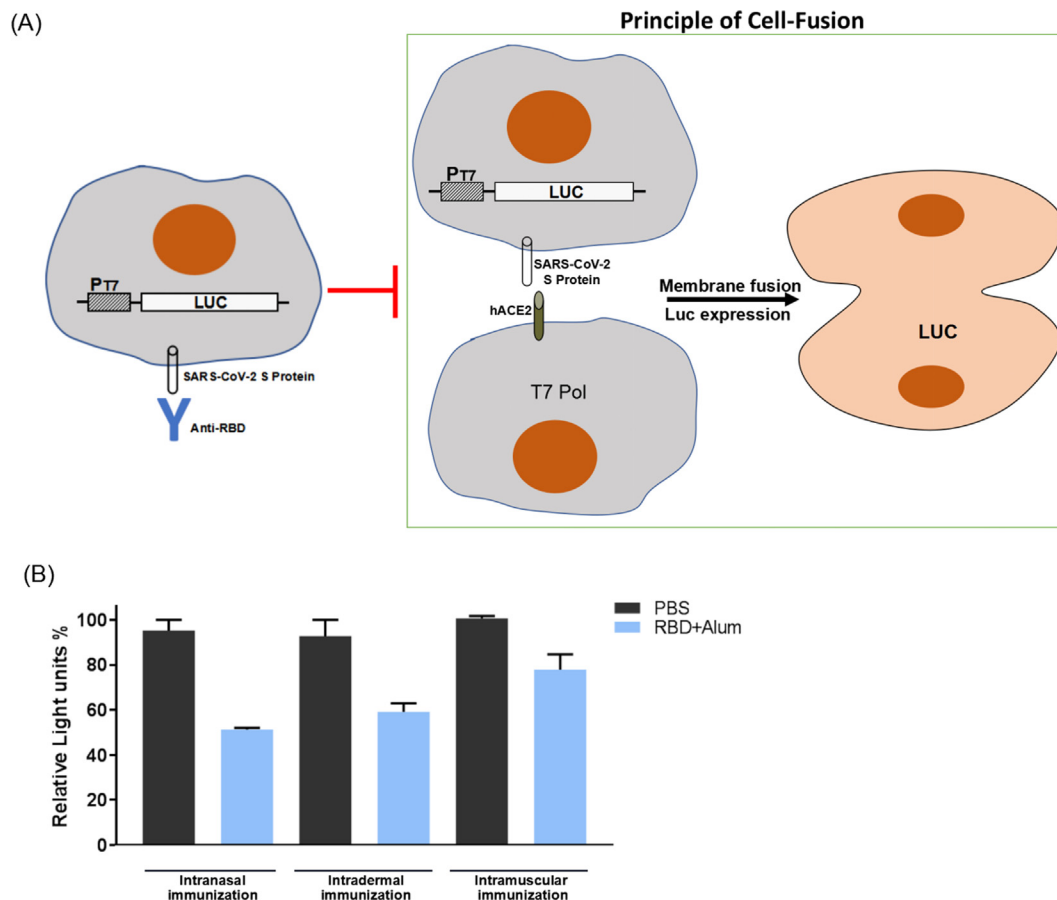 (A)
Principle of Cell-Fusion
PT7
LUC
SARS-CoV-2 S Protein
Anti-RBD
PT7
LUC
SARS-CoV-2
S Protein
hACE2
T7 Pol
Membrane fusion
Luc expression
LUC
(B)
Relative Light units %
100
80
60
40
20
0
Intranasal
immunization
Intradermal
immunization
Intramuscular
immunization
PBS
RBD+Alum